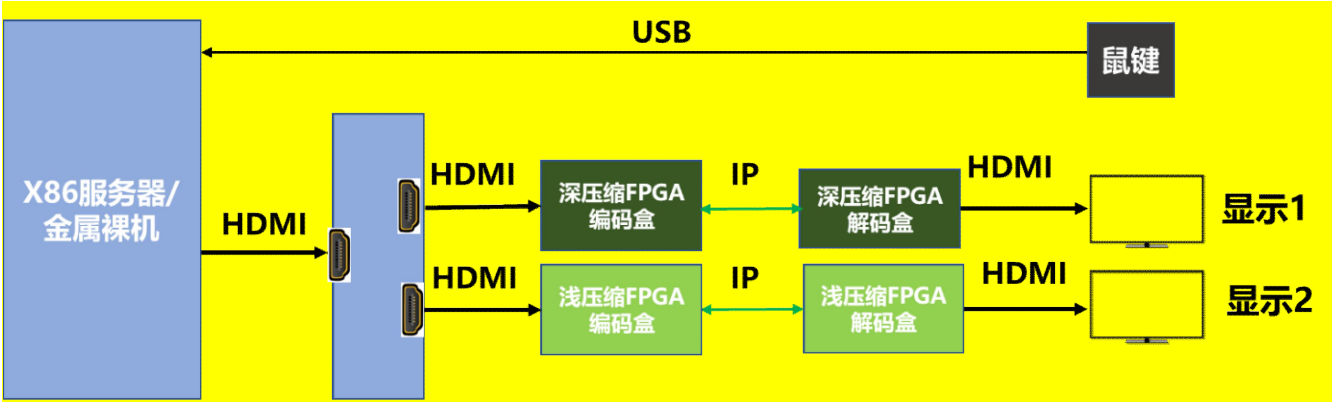 USB
鼠键
X86服务器/
金属裸机
HDMI
HDMI
深压缩FPGA
编码盒
IP
深压缩FPGA
解码盒
HDMI
显示1
HDMI
浅压缩FPGA
编码盒
IP
浅压缩FPGA
解码盒
HDMI
显示2